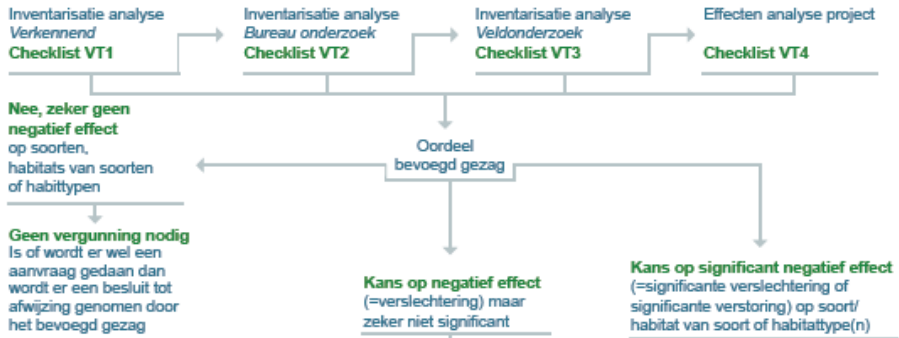 Inventarisatie analyse
Verkennend
Checklist VT1
Inventarisatie analyse
Bureau onderzoek
Checklist VT2
Inventarisatie analyse
Veldonderzoek
Checklist VT3
Effecten analyse project
Checklist VT4
Nee, zeker geen
negatief effect
op soorten,
habitats van soorten
of habittypen
Oordeel
bevoegd gezag
Geen vergunning nodig
Is of wordt er wel een
aanvraag gedaan dan
wordt er een besluit tot
afwijzing genomen door
het bevoegd gezag
Kans op negatief effect
(=verslechtering) maar
zeker niet significant
Kans op significant negatief effect
(=significante verslechtering of
significante verstoring) op soort/
habitat van soort of habitattype(n)